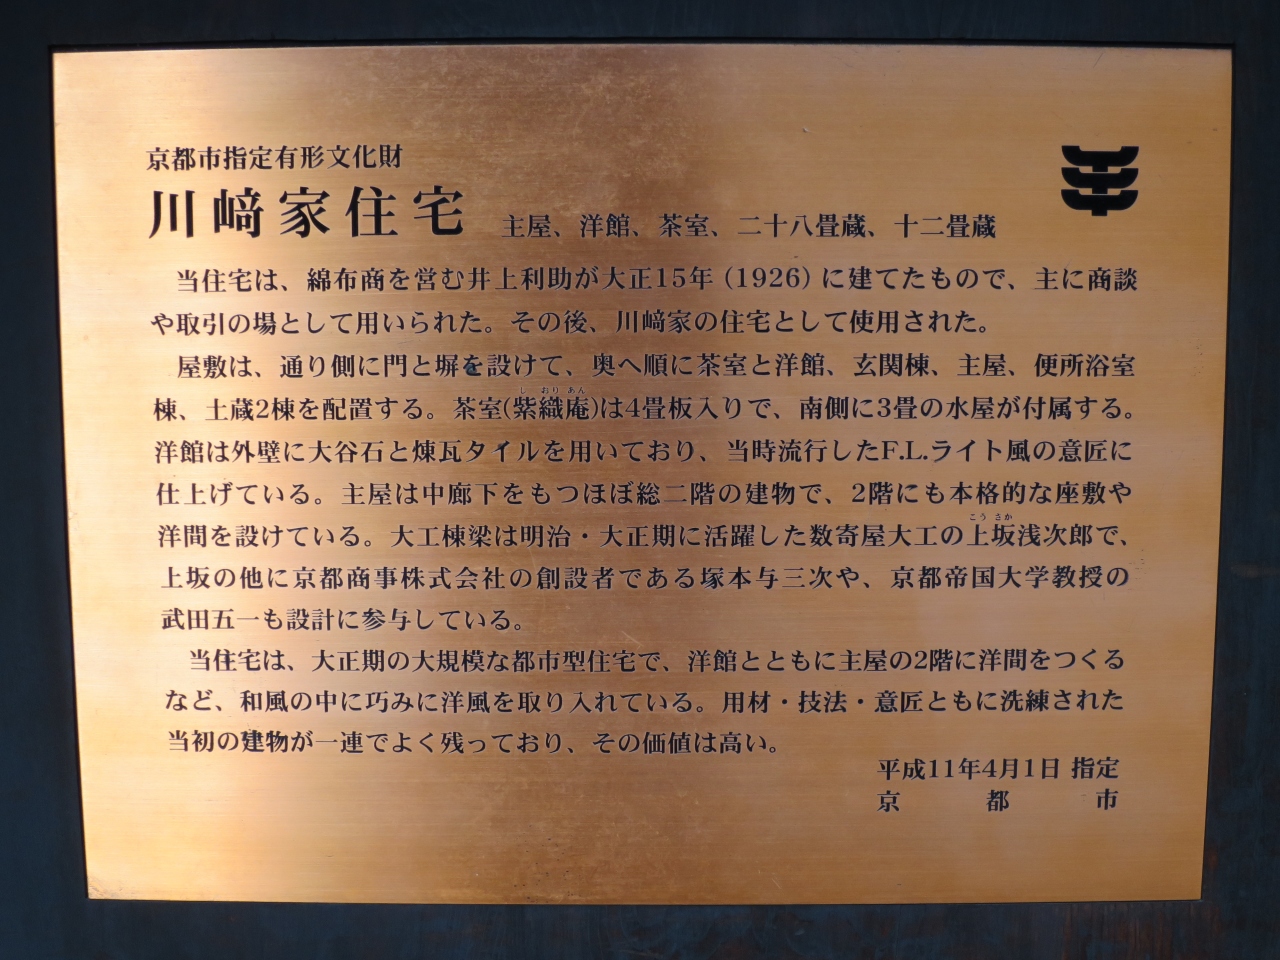 京都市指定有形文化財
川﨑家住宅 主屋、洋館、茶室、二十八畳蔵、十二畳蔵
当住宅は、綿布商を営む井上利助が大正15年（1926）に建てたもので、主に商談
や取引の場として用いられた。その後、川﨑家の住宅として使用された。
屋敷は、通り側に門と塀を設けて、奥へ順に茶室と洋館、玄関棟、主屋、便所浴室
し おり あん
棟、土蔵2棟を配置する。茶室(紫織庵)は4畳板入りで、南側に3畳の水屋が付属する。
洋館は外壁に大谷石と煉瓦タイルを用いており、当時流行したF.L.ライト風の意匠に
仕上げている。主屋は中廊下をもつほぼ総二階の建物で、2階にも本格的な座敷や
こう さか
洋間を設けている。大工棟梁は明治・大正期に活躍した数寄屋大工の上坂浅次郎で、
上坂の他に京都商事株式会社の創設者である塚本与三次や、京都帝国大学教授の
武田五一も設計に参与している。
当住宅は、大正期の大規模な都市型住宅で、洋館とともに主屋の2階に洋間をつくる
など、和風の中に巧みに洋風を取り入れている。用材・技法・意匠ともに洗練された
当初の建物が一連でよく残っており、その価値は高い。
平成11年4月1日 指定
京都市